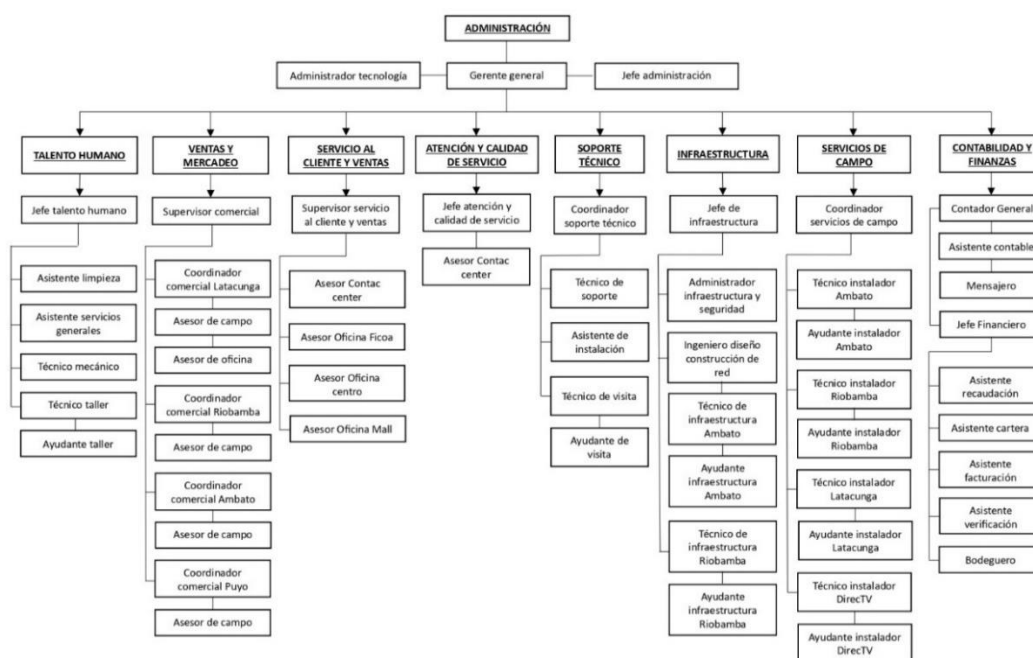 ADMINISTRACIÓN
Administrador tecnología
Gerente general
Jefe administración
TALENTO HUMANO
Jefe talento humano
Asistente limpieza
Asistente servicios
generales
Técnico mecánico
Técnico taller
Ayudante taller
VENTAS Y
MERCADEO
Supervisor comercial
Coordinador
comercial Latacunga
Asesor de campo
Asesor de oficina
Coordinador
comercial Riobamba
Asesor de campo
Coordinador
comercial Ambato
Asesor de campo
Coordinador
comercial Puyo
Asesor de campo
SERVICIO AL
CLIENTE Y VENTAS
Supervisor servicio
al cliente y ventas
Asesor Contac
center
Asesor Oficina Ficoa
Asesor Oficina
centro
Asesor Oficina Mall
ATENCIÓN Y CALIDAD
DE SERVICIO
Jefe atención y
calidad de servicio
Asesor Contac
center
SOPORTE
TÉCNICO
Coordinador
soporte técnico
Técnico de
soporte
Asistente de
instalación
Técnico de visita
Ayudante de
visita
INFRAESTRUCTURA
Jefe de
infraestructura
Administrador
infraestructura y
seguridad
Ingeniero diseño
construcción de
red
Técnico de
infraestructura
Ambato
Ayudante
infraestructura
Ambato
Técnico de
infraestructura
Riobamba
Ayudante
infraestructura
Riobamba
SERVICIOS DE
CAMPO
Coordinador
servicios de campo
Técnico instalador
Ambato
Ayudante instalador
Ambato
Técnico instalador
Riobamba
Ayudante instalador
Riobamba
Técnico instalador
Latacunga
Ayudante instalador
Latacunga
Técnico instalador
DirecTV
Ayudante instalador
DirecTV
CONTABILIDAD Y
FINANZAS
Contador General
Asistente contable
Mensajero
Jefe Financiero
Asistente
recaudación
Asistente cartera
Asistente
facturación
Asistente
verificación
Bodeguero